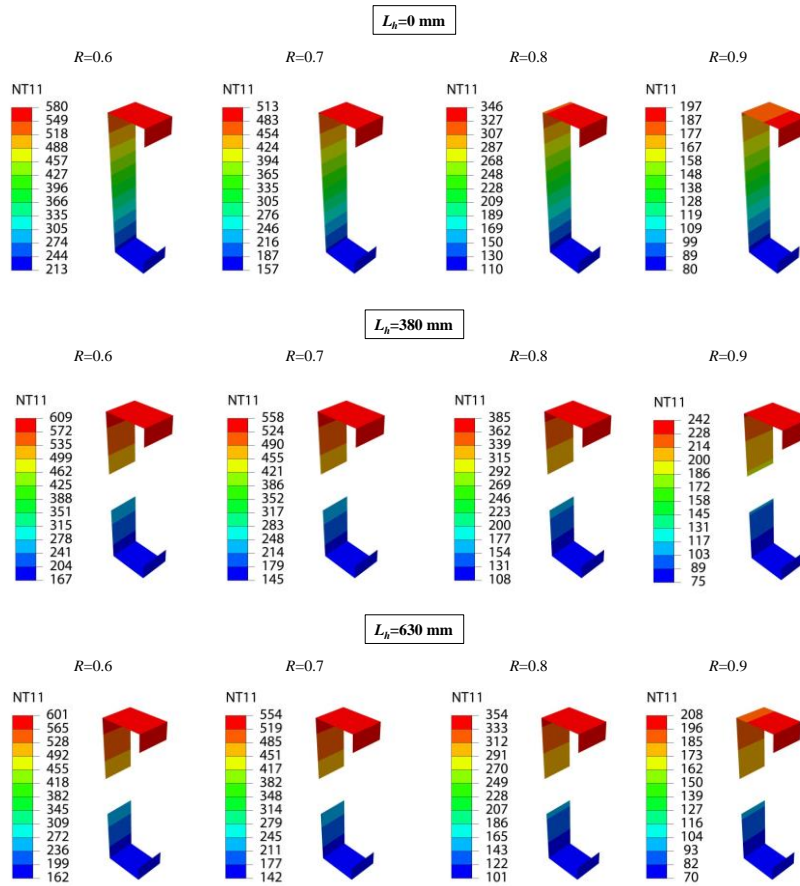 L_h=0 mm
R=0.6 R=0.7 R=0.8 R=0.9
NT11 NT11 NT11 NT11
580 513 346 197
549 483 327 187
518 454 307 177
488 424 287 167
457 394 268 158
427 365 248 148
396 335 228 138
366 305 209 128
335 276 189 119
305 246 169 109
274 216 150 99
244 187 130 89
213 157 110 80
L_h=380 mm
R=0.6 R=0.7 R=0.8 R=0.9
NT11 NT11 NT11 NT11
609 558 385 242
572 524 362 228
535 490 339 214
499 455 315 200
462 421 292 186
425 386 269 172
388 352 246 158
351 317 223 145
315 283 200 131
278 248 177 117
241 214 154 103
204 179 131 89
167 145 108 75
L_h=630 mm
R=0.6 R=0.7 R=0.8 R=0.9
NT11 NT11 NT11 NT11
601 554 354 208
565 519 333 196
528 485 312 185
492 451 291 173
455 417 270 162
418 382 249 150
382 348 228 139
345 314 207 127
309 279 186 116
272 245 165 104
236 211 143 93
199 177 122 82
162 142 101 70